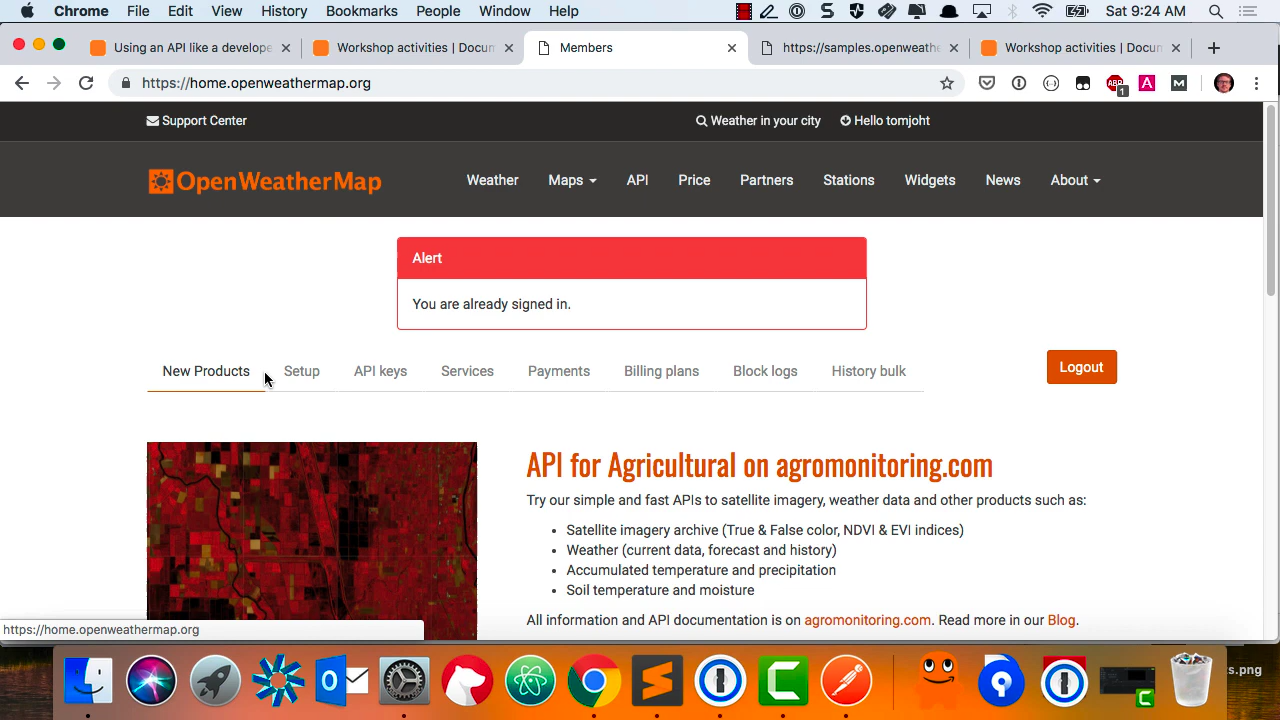 Chrome File Edit View History Bookmarks People Window Help Sat 9:24 AM
Using an API like a develope
Workshop activities | Docum
Members
https://samples.openweathe
Workshop activities | Docum
https://home.openweathermap.org
ABP
1
A
M
Support Center
Weather in your city
Hello tomjoht
OpenWeatherMap
Weather Maps API Price Partners Stations Widgets News About
Alert
You are already signed in.
New Products Setup API keys Services Payments Billing plans Block logs History bulk
Logout
API for Agricultural on agromonitoring.com
Try our simple and fast APIs to satellite imagery, weather data and other products such as:
• Satellite imagery archive (True & False color, NDVI & EVI indices)
• Weather (current data, forecast and history)
• Accumulated temperature and precipitation
• Soil temperature and moisture
All information and API documentation is on agromonitoring.com. Read more in our Blog.
https://home.openweathermap.org
s.png